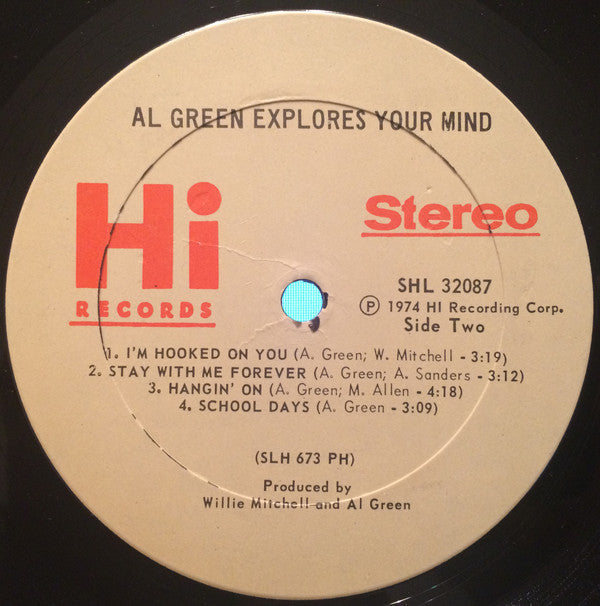 AL GREEN EXPLORES YOUR MIND
Hi
RECORDS
Stereo
SHL 32087
Ⓟ 1974 HI Recording Corp.
Side Two
1. I'M HOOKED ON YOU (A. Green; W. Mitchell - 3:19)
2. STAY WITH ME FOREVER (A. Green; A. Sanders - 3:12)
3. HANGIN' ON (A. Green; M. Allen - 4:18)
4. SCHOOL DAYS (A. Green - 3:09)
(SLH 673 PH)
Produced by
Willie Mitchell and Al Green